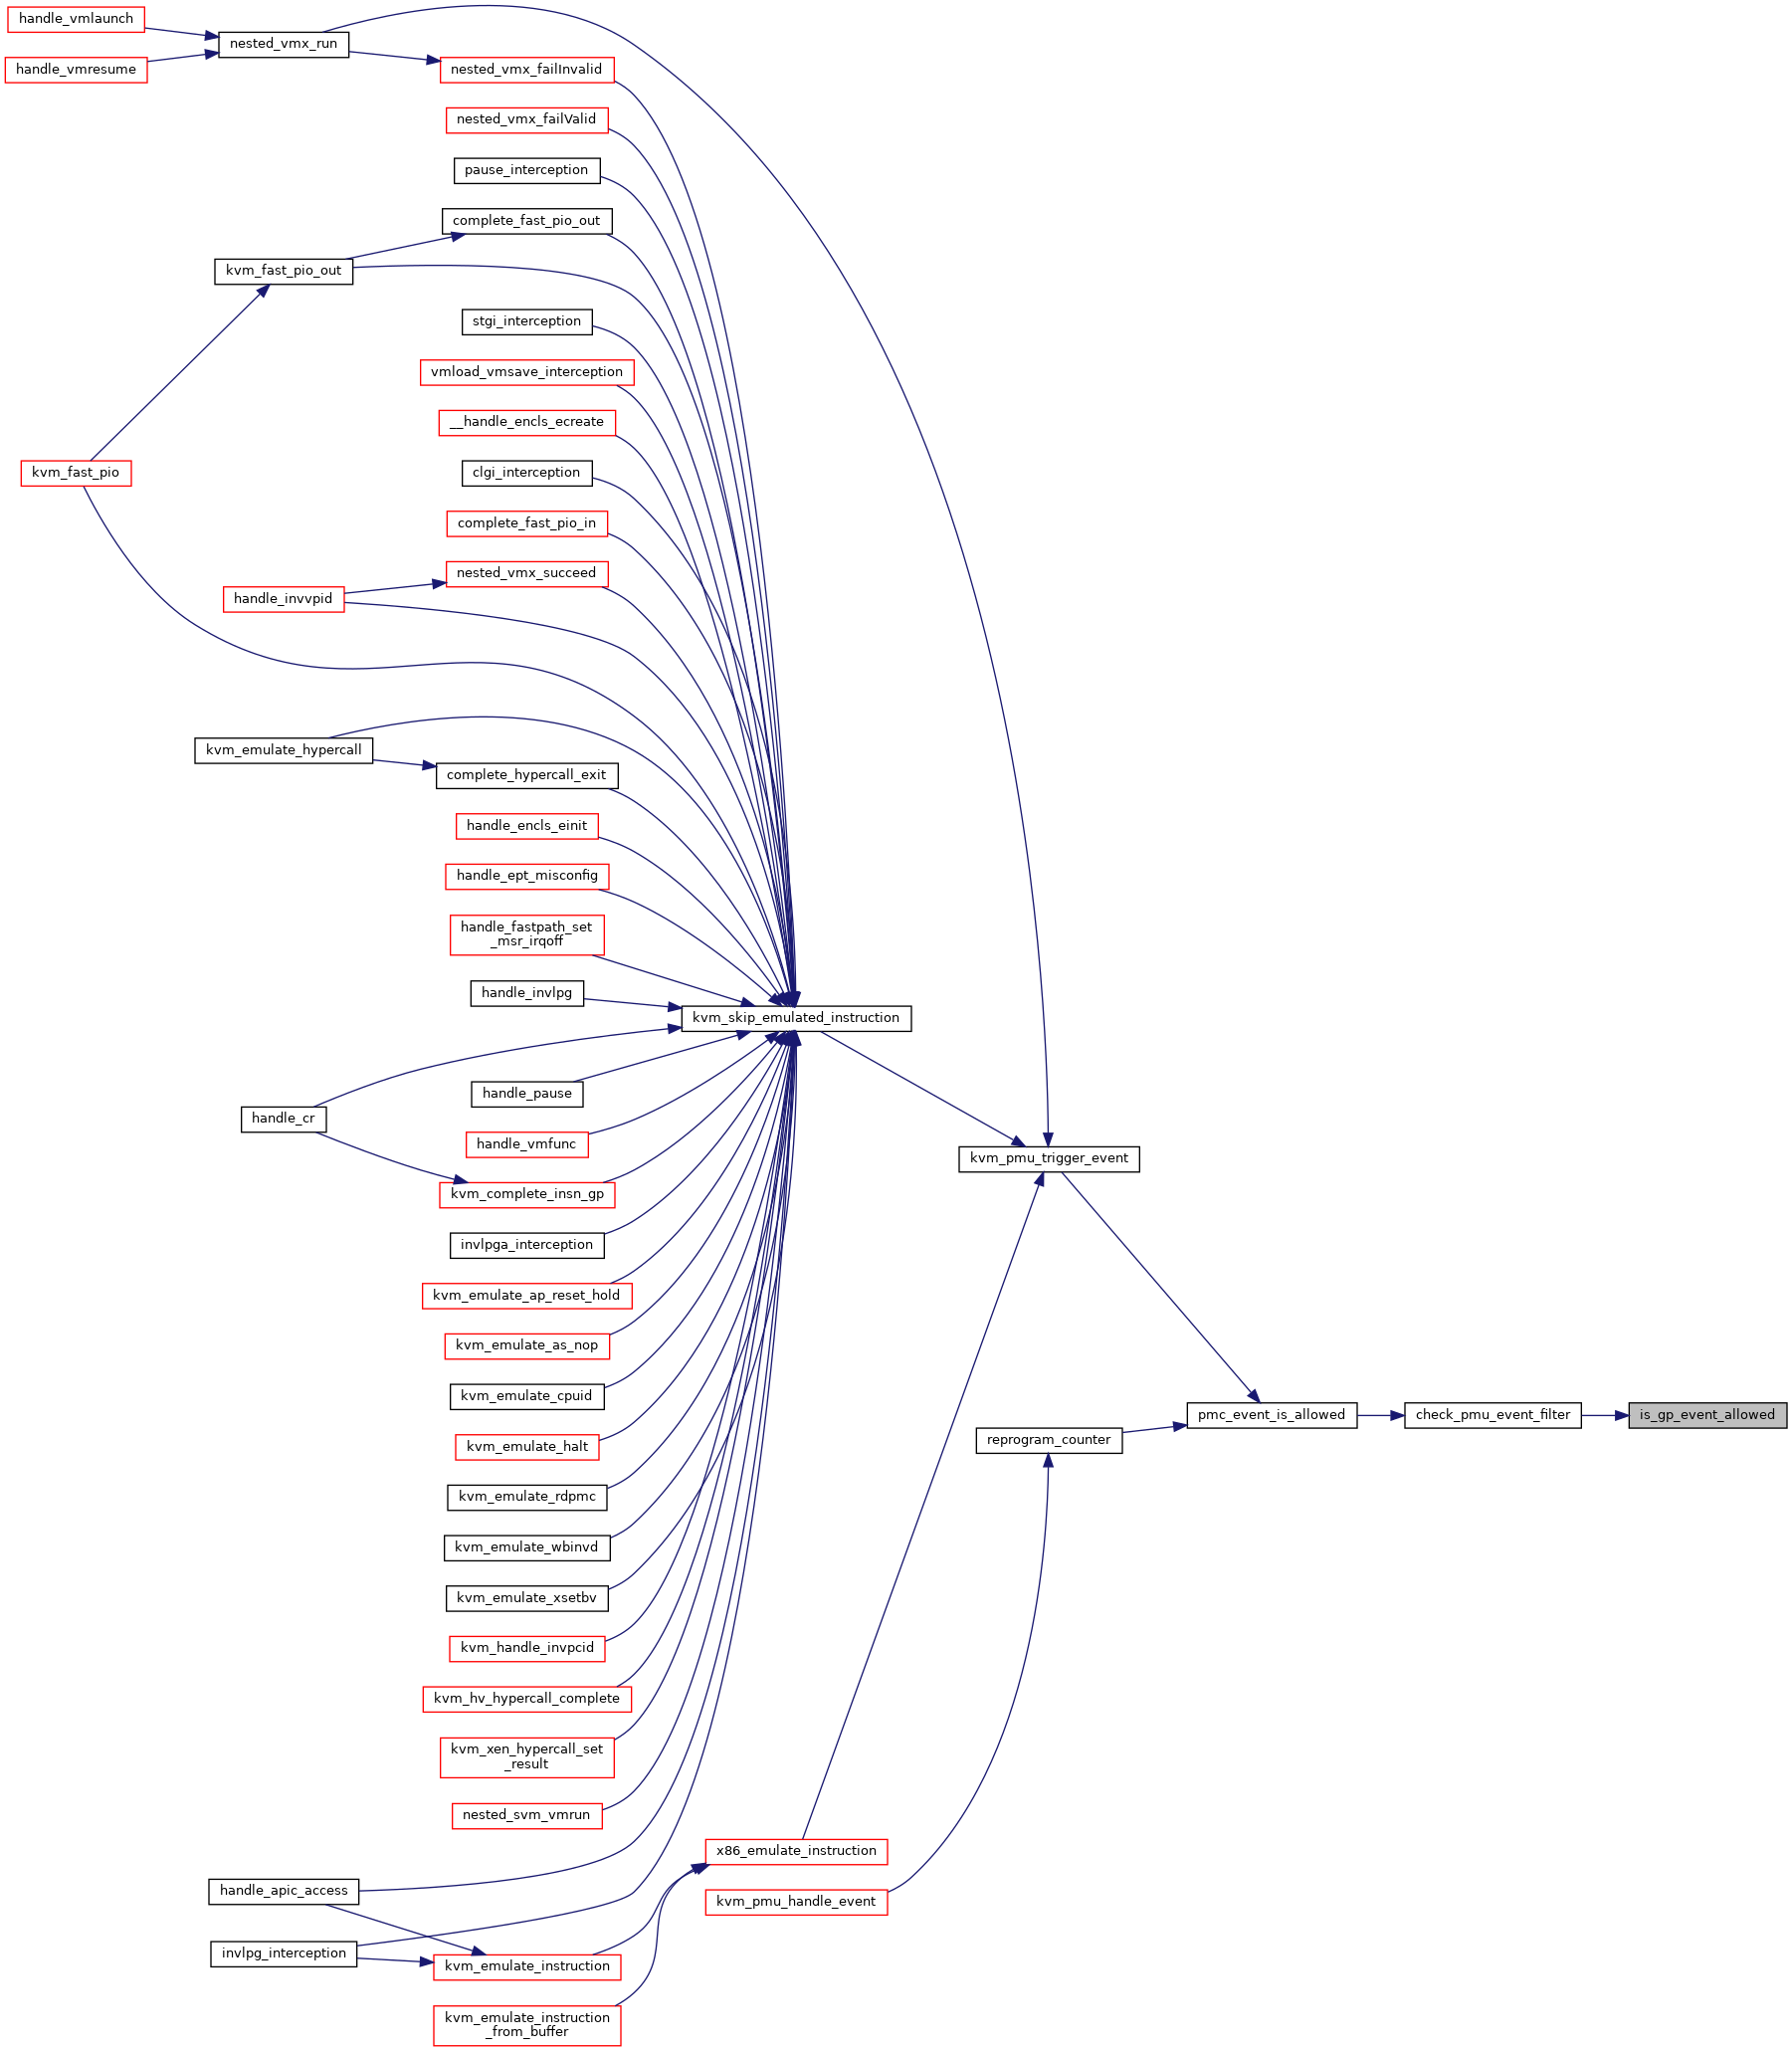 handle_vmlaunch
nested_vmx_run
handle_vmresume
nested_vmx_failInvalid
nested_vmx_failValid
pause_interception
complete_fast_pio_out
kvm_fast_pio_out
stgi_interception
vmload_vmsave_interception
__handle_encls_ecreate
clgi_interception
kvm_fast_pio
complete_fast_pio_in
nested_vmx_succeed
handle_invvpid
kvm_emulate_hypercall
complete_hypercall_exit
handle_encls_einit
handle_ept_misconfig
handle_fastpath_set
_msr_irqoff
handle_invlpg
kvm_skip_emulated_instruction
handle_pause
handle_cr
handle_vmfunc
kvm_pmu_trigger_event
kvm_complete_insn_gp
invlpga_interception
kvm_emulate_ap_reset_hold
kvm_emulate_as_nop
kvm_emulate_cpuid
pmc_event_is_allowed
check_pmu_event_filter
is_gp_event_allowed
reprogram_counter
kvm_emulate_halt
kvm_emulate_rdpmc
kvm_emulate_wbinvd
kvm_emulate_xsetbv
kvm_handle_invpcid
kvm_hv_hypercall_complete
kvm_xen_hypercall_set
_result
nested_svm_vmrun
x86_emulate_instruction
handle_apic_access
kvm_pmu_handle_event
invlpg_interception
kvm_emulate_instruction
kvm_emulate_instruction
_from_buffer